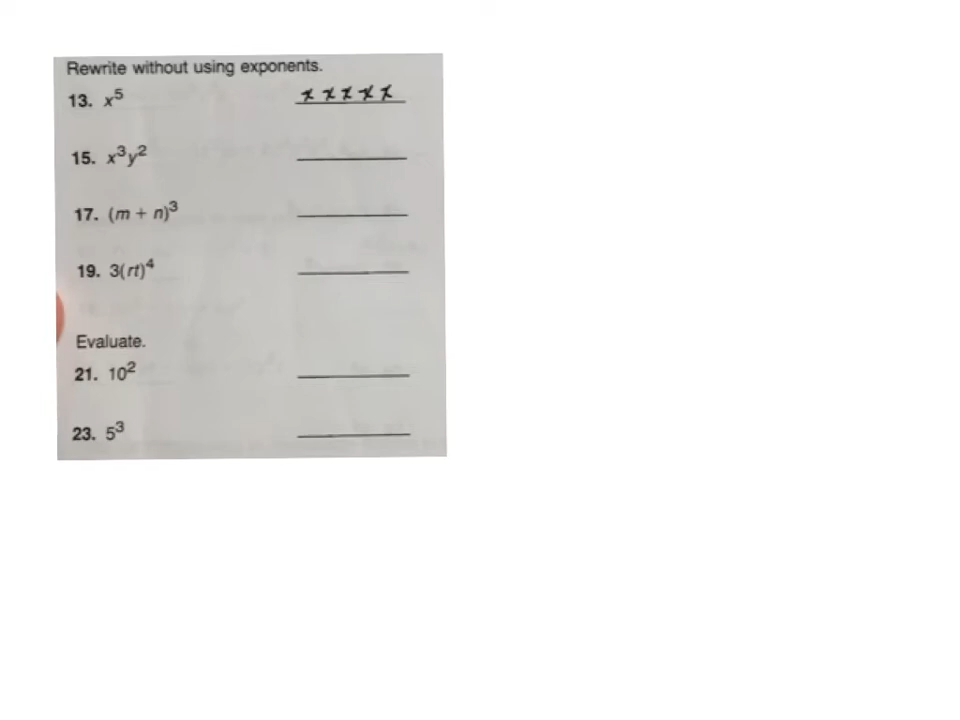 Rewrite without using exponents.
13. x⁵ x x x x x
15. x³y²
17. (m + n)³
19. 3(rt)⁴
Evaluate.
21. 10²
23. 5³